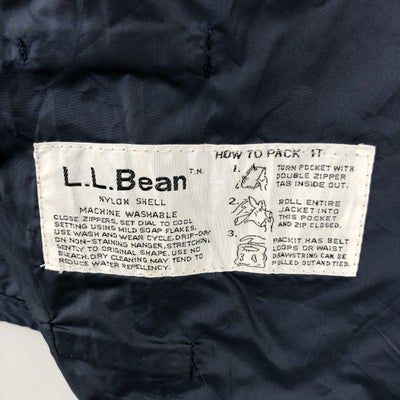 L.L.Bean™
NYLON SHELL
MACHINE WASHABLE
CLOSE ZIPPERS, SET DIAL TO COOL
SETTING USING MILD SOAP FLAKES.
USE WASH AND WEAR CYCLE. DRIP-DRY
ON NON-STAINING HANGER, STRETCHING
GENTLY TO ORIGINAL SHAPE. USE NO
BLEACH. DRY CLEANING MAY TEND TO
REDUCE WATER REPELLENCY.
HOW TO PACK IT
1. TURN POCKET WITH
DOUBLE ZIPPER
TAB INSIDE OUT.
2. ROLL ENTIRE
JACKET INTO
THIS POCKET
AND ZIP CLOSED.
3. PACKIT HAS BELT
LOOPS OR WAIST
DRAWSTRING CAN BE
PULLED OUT AND TIED.